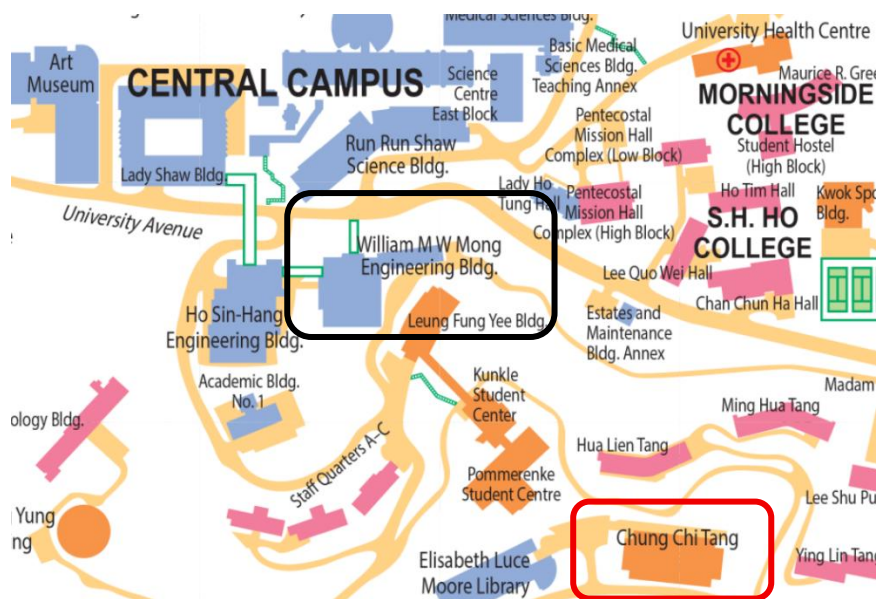 Medical Sciences Bldg.
Art
Museum
CENTRAL CAMPUS
Science
Centre
East Block
Basic Medical
Sciences Bldg.
Teaching Annex
University Health Centre
Maurice R. Gree
MORNINGSIDE
COLLEGE
Student Hostel
(High Block)
Pentecostal
Mission Hall
Complex (Low Block)
Run Run Shaw
Science Bldg.
Lady Shaw Bldg.
University Avenue
Lady Ho
Tung Ha
Pentecostal
Mission Hall
Complex (High Block)
Ho Tim Hall
Kwok Spo
Bldg.
S.H. HO
COLLEGE
William M W Mong
Engineering Bldg.
Lee Quo Wei Hall
Chan Chun Ha Hall
Ho Sin-Hang
Engineering Bldg.
Leung Fung Yee Bldg.
Estates and
Maintenance
Bldg. Annex
Academic Bldg.
No. 1
Kunkle
Student
Center
Madam
ology Bldg.
Ming Hua Tang
Staff Quarters A–C
Hua Lien Tang
Pommerenke
Student Centre
Lee Shu Pu
Yung
ng
Chung Chi Tang
Elisabeth Luce
Moore Library
Ying Lin Tang